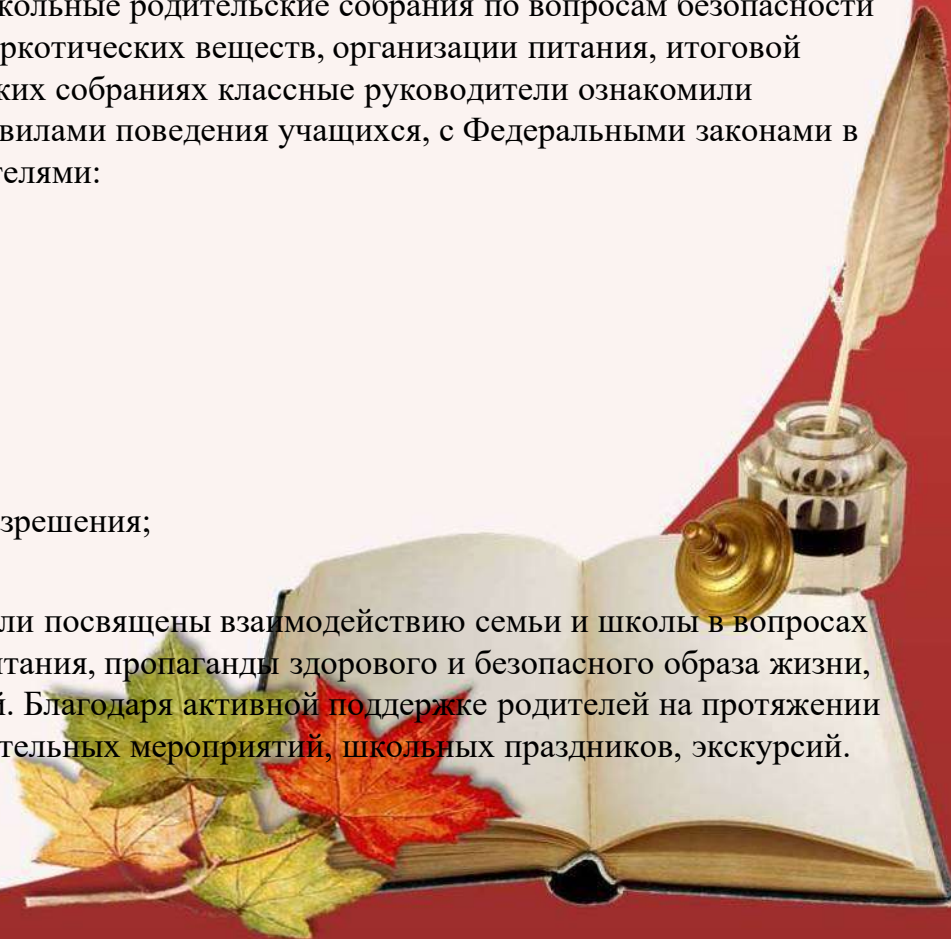 кольные родительские собрания по вопросам безопасности
ркотических веществ, организации питания, итоговой
ких собраниях классные руководители ознакомили
вилами поведения учащихся, с Федеральными законами в
телями:
зрешения;
ли посвящены взаимодействию семьи и школы в вопросах
итания, пропаганды здорового и безопасного образа жизни,
й. Благодаря активной поддержке родителей на протяжении
тельных мероприятий, школьных праздников, экскурсий.